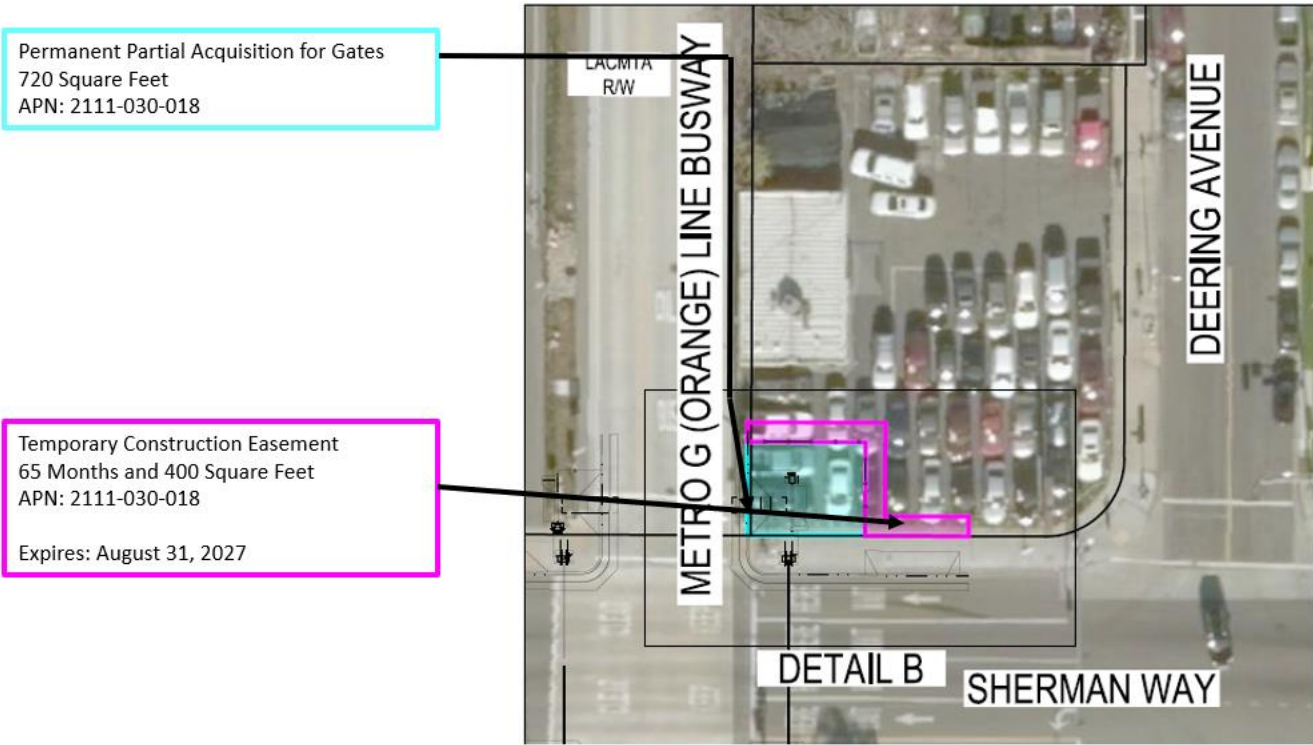 Permanent Partial Acquisition for Gates
720 Square Feet
APN: 2111-030-018
Temporary Construction Easement
65 Months and 400 Square Feet
APN: 2111-030-018
Expires: August 31, 2027
LACMTA
R/W
METRO G (ORANGE) LINE BUSWAY
DEERING AVENUE
DETAIL B
SHERMAN WAY